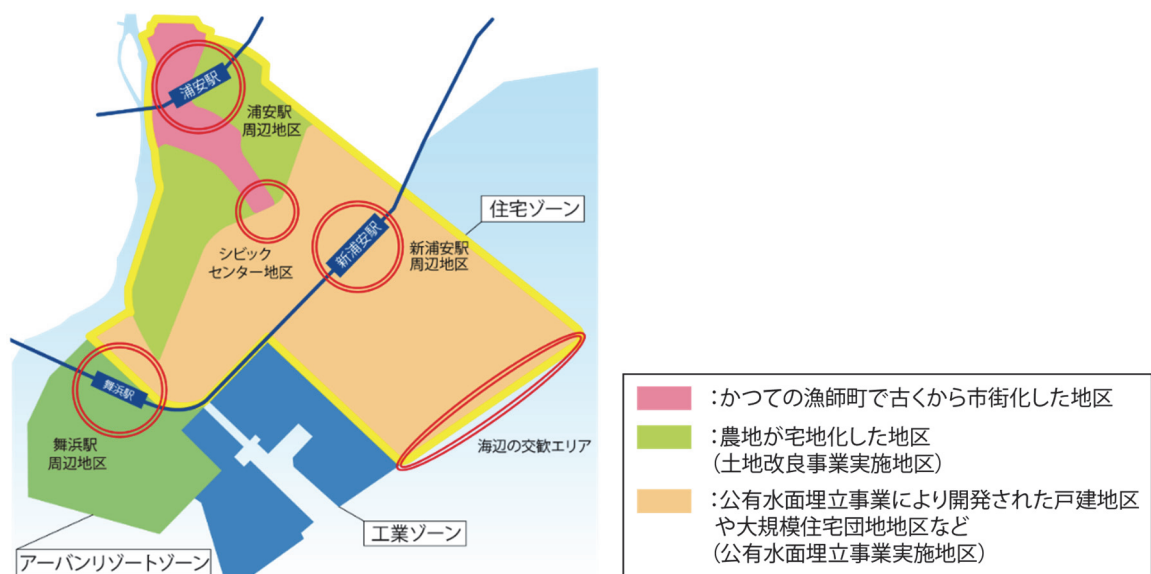 浦安駅
浦安駅
周辺地区
住宅ゾーン
新浦安駅
新浦安駅
周辺地区
シビック
センター地区
舞浜駅
舞浜駅
周辺地区
海辺の交歓エリア
工業ゾーン
アーバンリゾートゾーン
:かつての漁師町で古くから市街化した地区
:農地が宅地化した地区
(土地改良事業実施地区)
:公有水面埋立事業により開発された戸建地区
や大規模住宅団地地区など
(公有水面埋立事業実施地区)